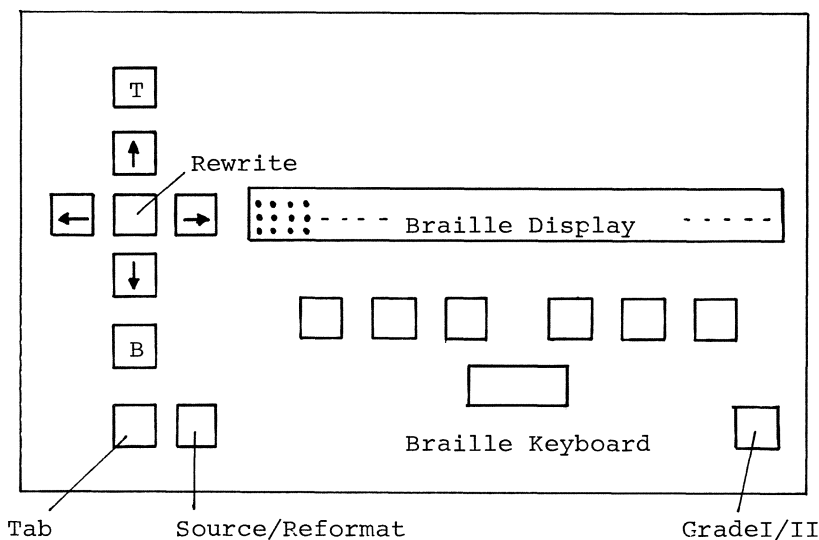 T
Rewrite
Braille Display
B
Braille Keyboard
Tab
Source/Reformat
GradeI/II